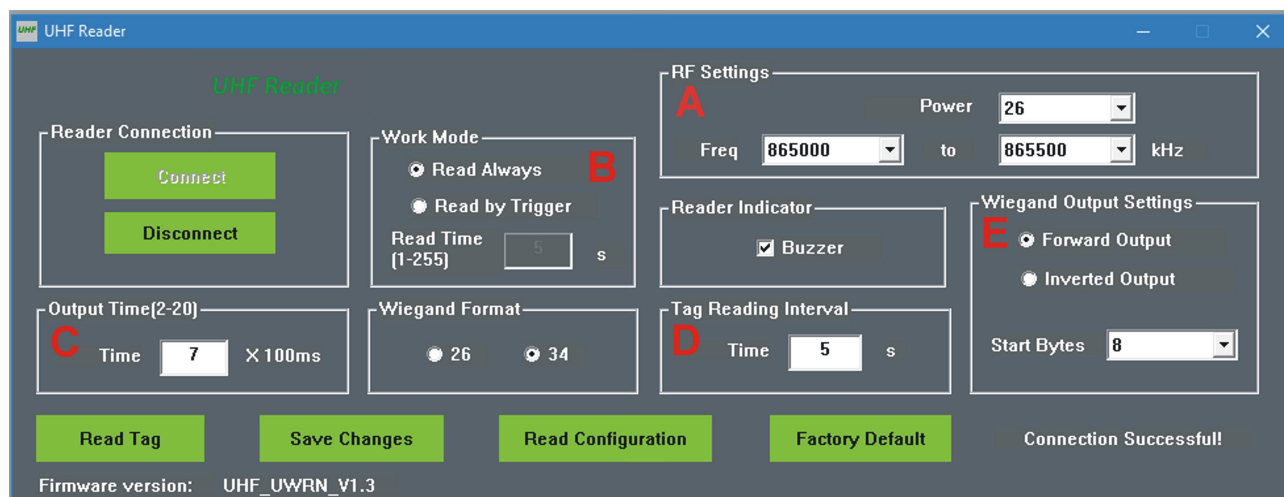 UHF UHF Reader
UHF Reader
Reader Connection
Connect
Disconnect
Work Mode
B
Read Always
Read by Trigger
Read Time
(1-255)
5 s
RF Settings
A
Power 26
Freq 865000 to 865500 kHz
Reader Indicator
Buzzer
Wiegand Output Settings
E
Forward Output
Inverted Output
Start Bytes 8
Output Time(2-20)
C
Time 7 X 100ms
Wiegand Format
26 34
Tag Reading Interval
D
Time 5 s
Read Tag Save Changes Read Configuration Factory Default Connection Successful!
Firmware version: UHF_UWRN_V1.3